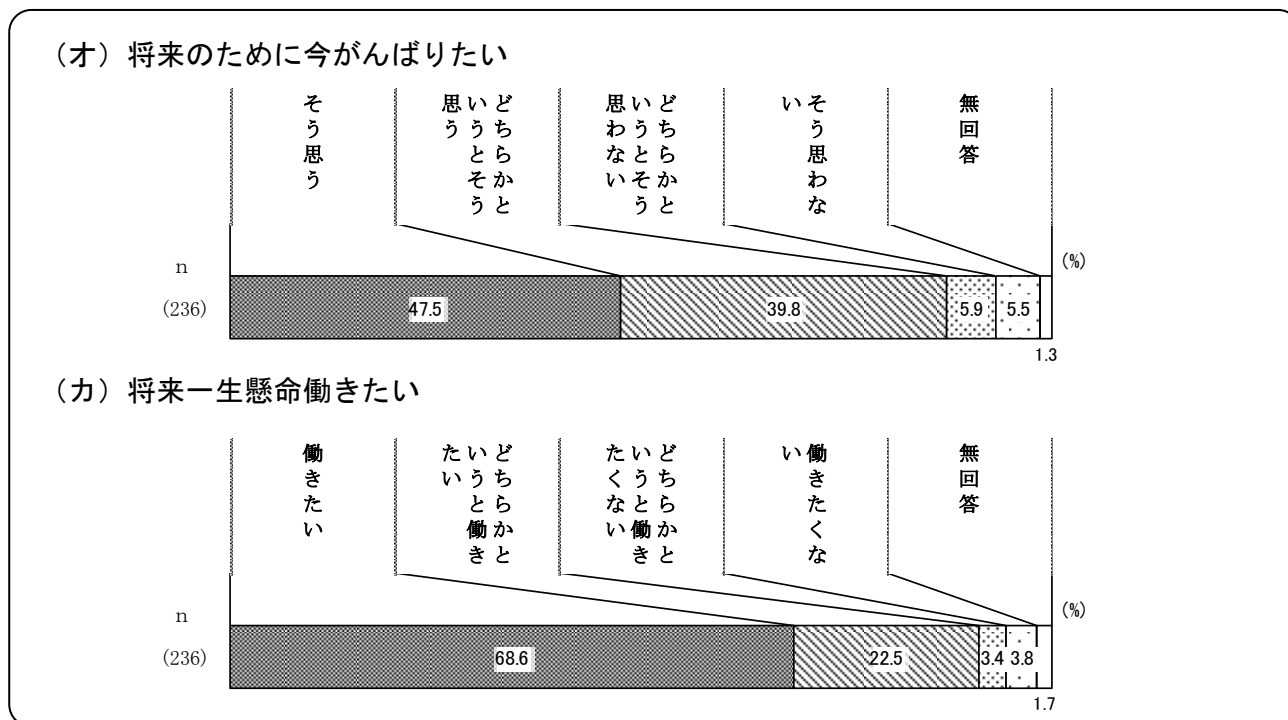 （オ）将来のために今がんばりたい
そう思う
どちらかと
いうとそう
思う
どちらかと
いうとそう
思わない
そう思わな
い
無回答
(%)
n
(236)
47.5
39.8
5.9
5.5
1.3
（カ）将来一生懸命働きたい
働きたい
どちらかと
いうと働き
たい
どちらかと
いうと働き
たくない
働きたくな
い
無回答
(%)
n
(236)
68.6
22.5
3.4
3.8
1.7